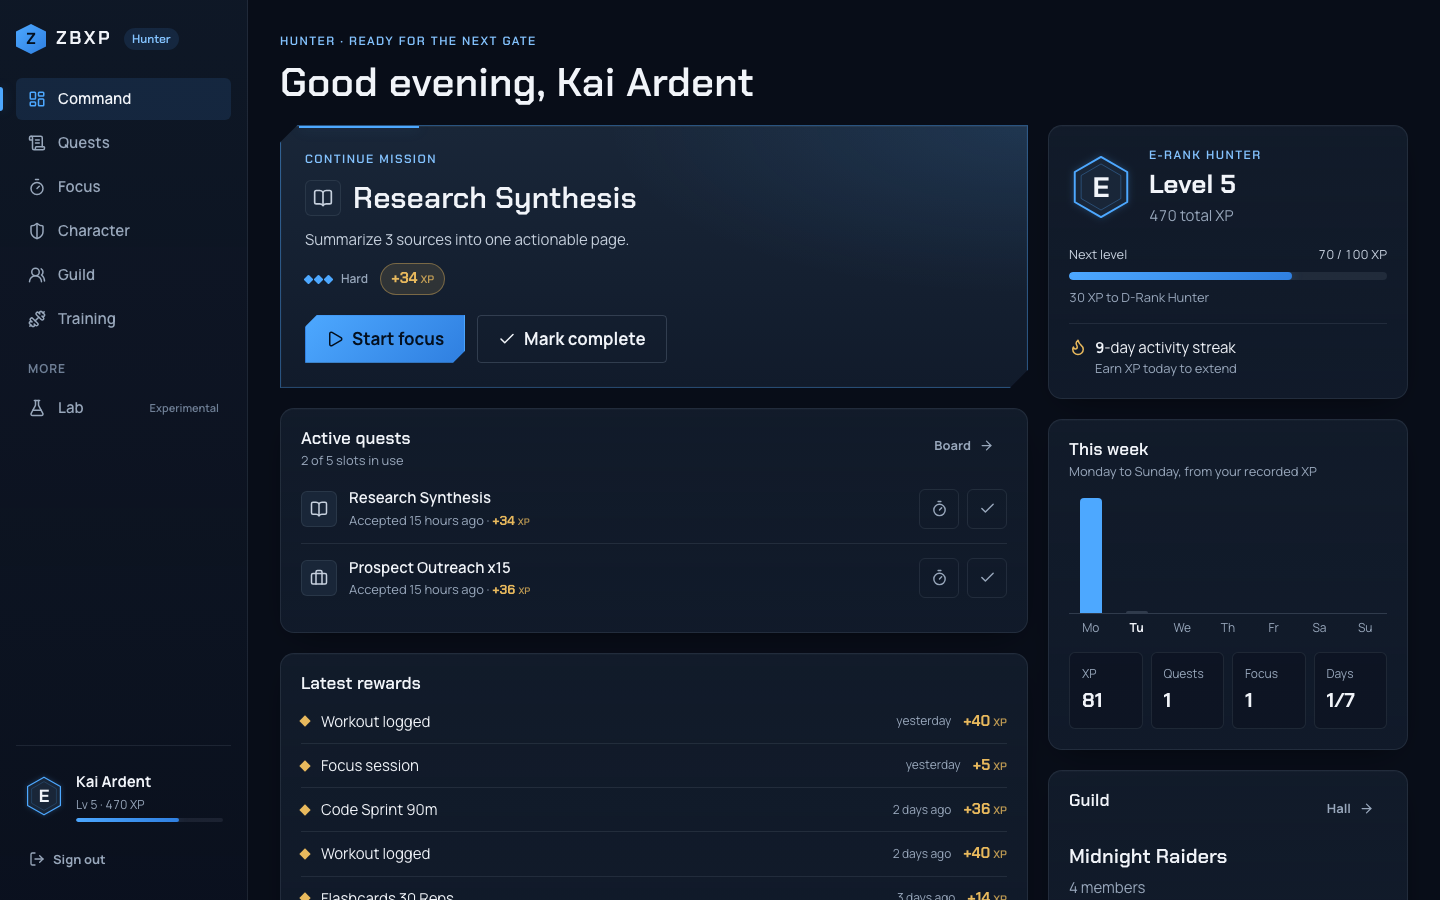 Z ZBXP Hunter
Command
Quests
Focus
Character
Guild
Training
MORE
Lab Experimental
E Kai Ardent
Lv 5 · 470 XP
Sign out
HUNTER · READY FOR THE NEXT GATE
Good evening, Kai Ardent
CONTINUE MISSION
Research Synthesis
Summarize 3 sources into one actionable page.
Hard +34 XP
Start focus Mark complete
Active quests
2 of 5 slots in use
Board
Research Synthesis
Accepted 15 hours ago · +34 XP
Prospect Outreach x15
Accepted 15 hours ago · +36 XP
Latest rewards
Workout logged yesterday +40 XP
Focus session yesterday +5 XP
Code Sprint 90m 2 days ago +36 XP
Workout logged 2 days ago +40 XP
Flashcards 30 Reps 3 days ago +14 XP
E E-RANK HUNTER
Level 5
470 total XP
Next level 70 / 100 XP
30 XP to D-Rank Hunter
9-day activity streak
Earn XP today to extend
This week
Monday to Sunday, from your recorded XP
Mo Tu We Th Fr Sa Su
XP Quests Focus Days
81 1 1 1/7
Guild
Hall
Midnight Raiders
4 members